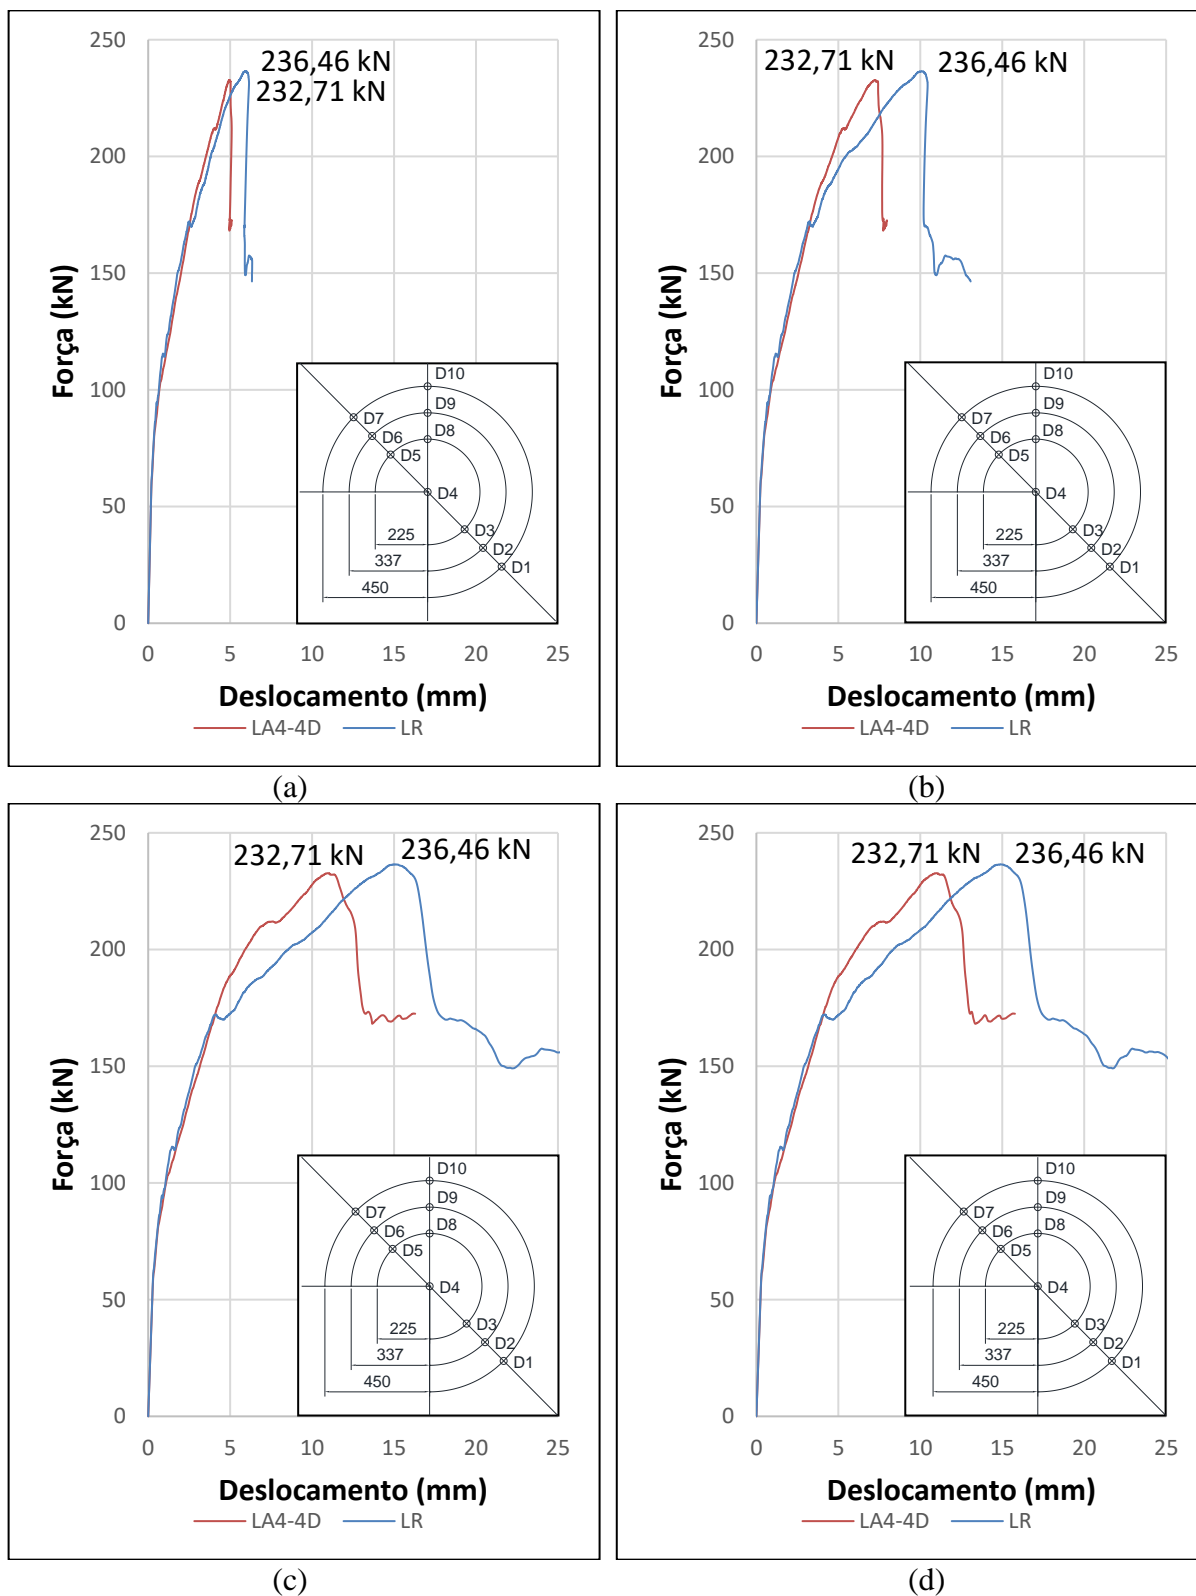 236,46 kN
232,71 kN
250
200
150
100
50
0
Força (kN)
D10
D9
D8
D7
D6
D5
D4
D3
D2
D1
225
337
450
0 5 10 15 20 25
Deslocamento (mm)
LA4-4D LR
(a)
232,71 kN 236,46 kN
250
200
150
100
50
0
Força (kN)
D10
D9
D8
D7
D6
D5
D4
D3
D2
D1
225
337
450
0 5 10 15 20 25
Deslocamento (mm)
LA4-4D LR
(b)
232,71 kN 236,46 kN
250
200
150
100
50
0
Força (kN)
D10
D9
D8
D7
D6
D5
D4
D3
D2
D1
225
337
450
0 5 10 15 20 25
Deslocamento (mm)
LA4-4D LR
(c)
232,71 kN 236,46 kN
250
200
150
100
50
0
Força (kN)
D10
D9
D8
D7
D6
D5
D4
D3
D2
D1
225
337
450
0 5 10 15 20 25
Deslocamento (mm)
LA4-4D LR
(d)